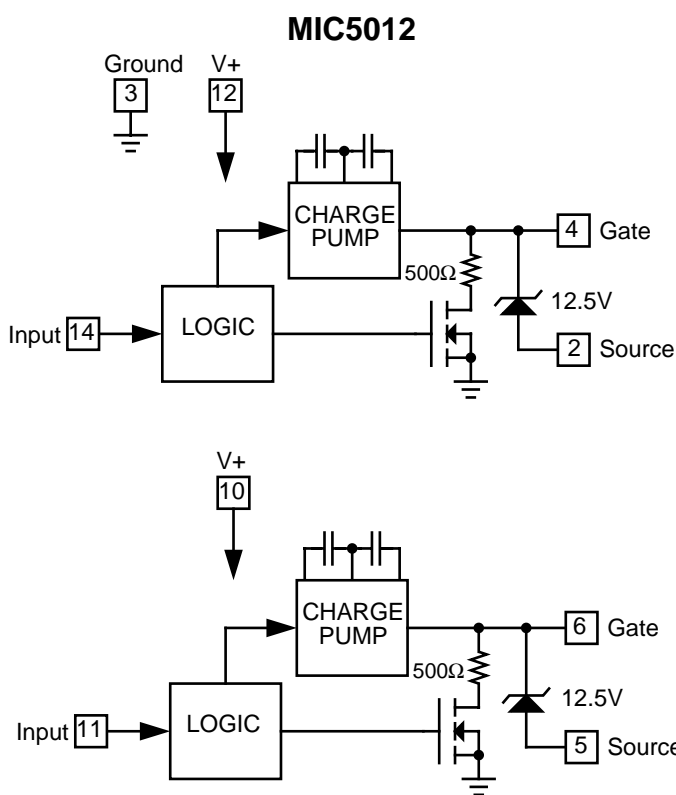 MIC5012
Ground V+
3 12
CHARGE
PUMP
4 Gate
500Ω
12.5V
Input 14
LOGIC
2 Source
V+
10
CHARGE
PUMP
6 Gate
500Ω
12.5V
Input 11
LOGIC
5 Source